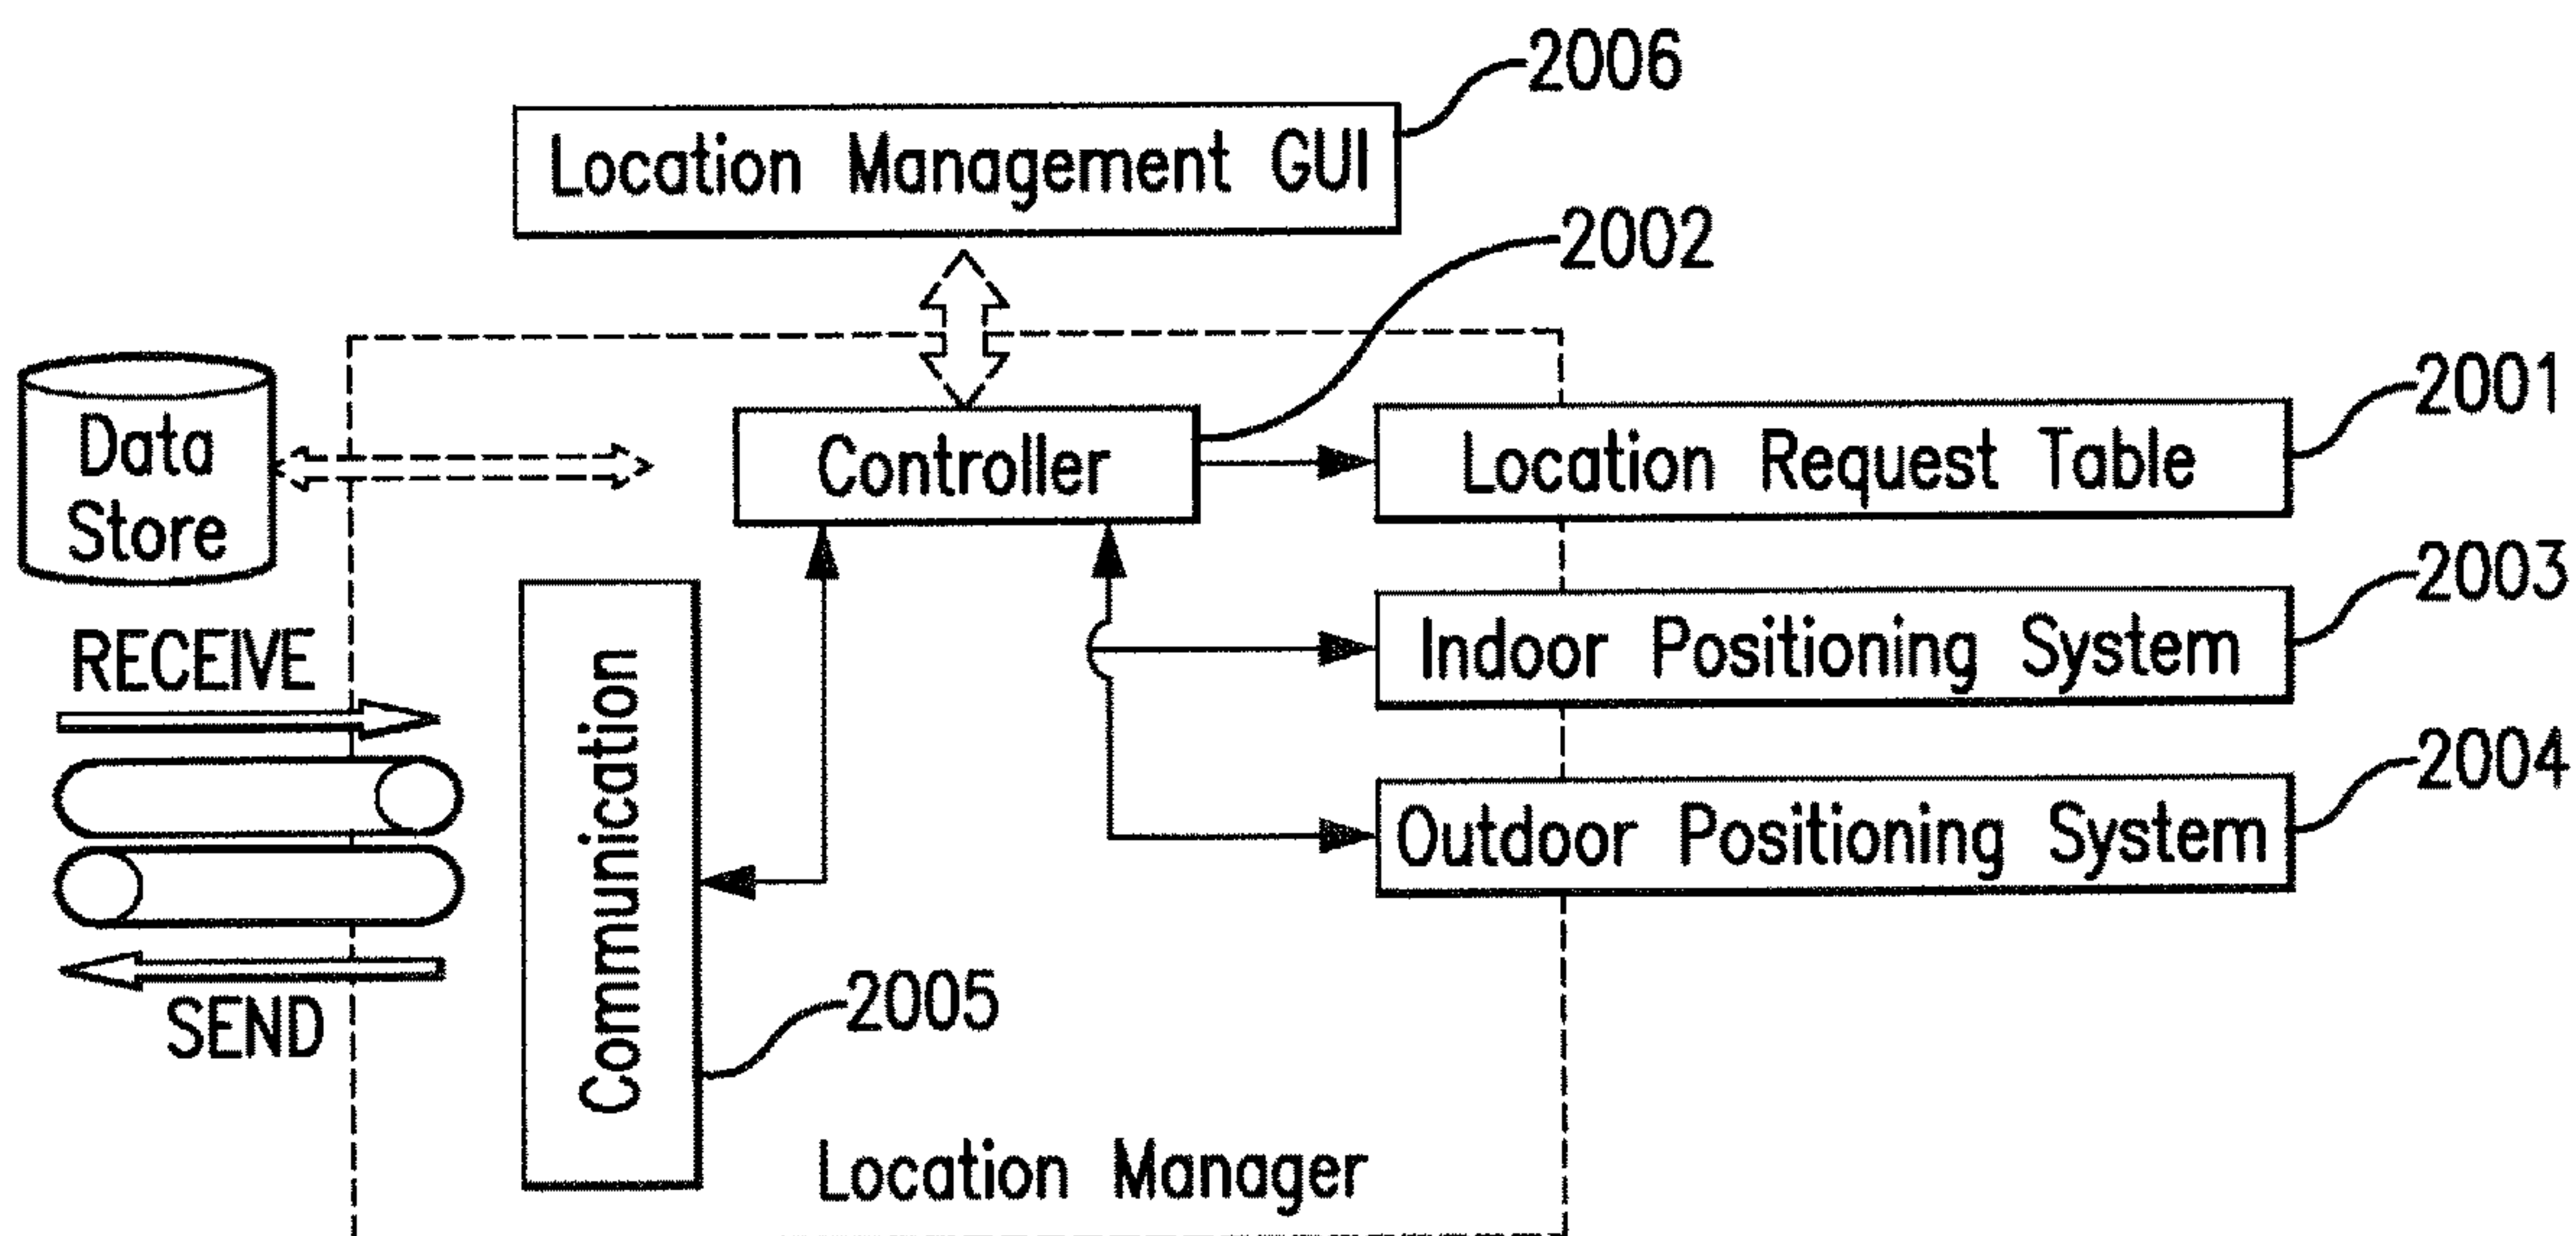 2006
Location Management GUI
2002
Data
Store
Controller
2001
Location Request Table
2003
Indoor Positioning System
RECEIVE
2004
Outdoor Positioning System
Communication
SEND
2005
Location Manager